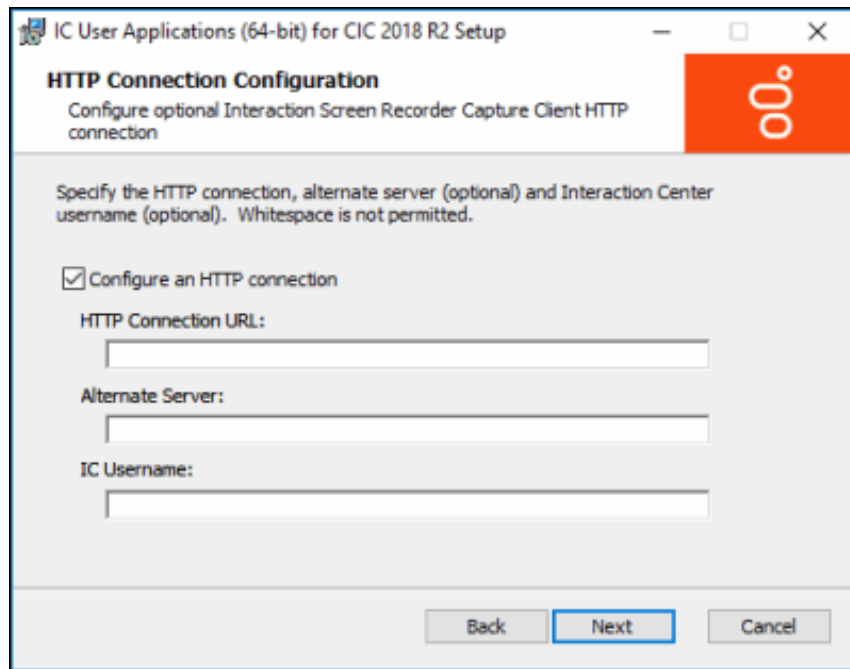 IC User Applications (64-bit) for CIC 2018 R2 Setup
HTTP Connection Configuration
Configure optional Interaction Screen Recorder Capture Client HTTP
connection
Specify the HTTP connection, alternate server (optional) and Interaction Center
username (optional). Whitespace is not permitted.
Configure an HTTP connection
HTTP Connection URL:
Alternate Server:
IC Username:
Back Next Cancel